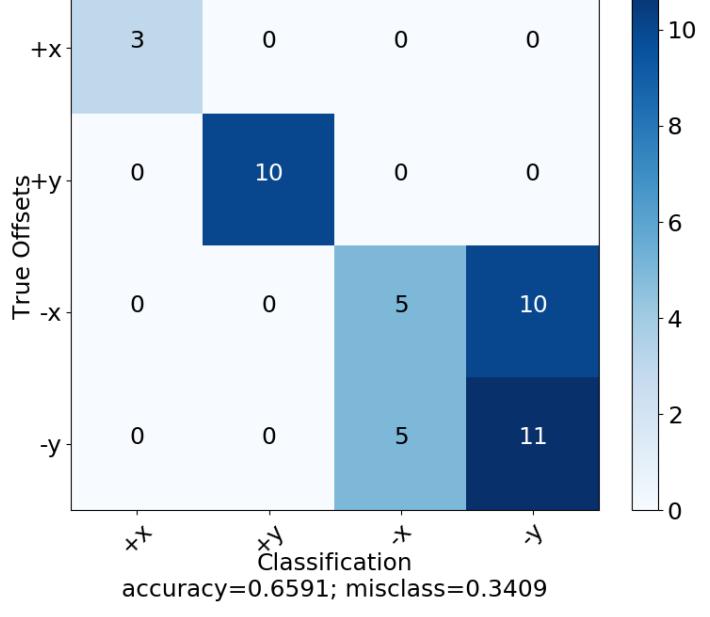 +x 3 0 0 0 10
+y 0 10 0 0 8
6
True Offsets
-x 0 0 5 10 4
-y 0 0 5 11 2
0
+x +y -x -y
Classification
accuracy=0.6591; misclass=0.3409